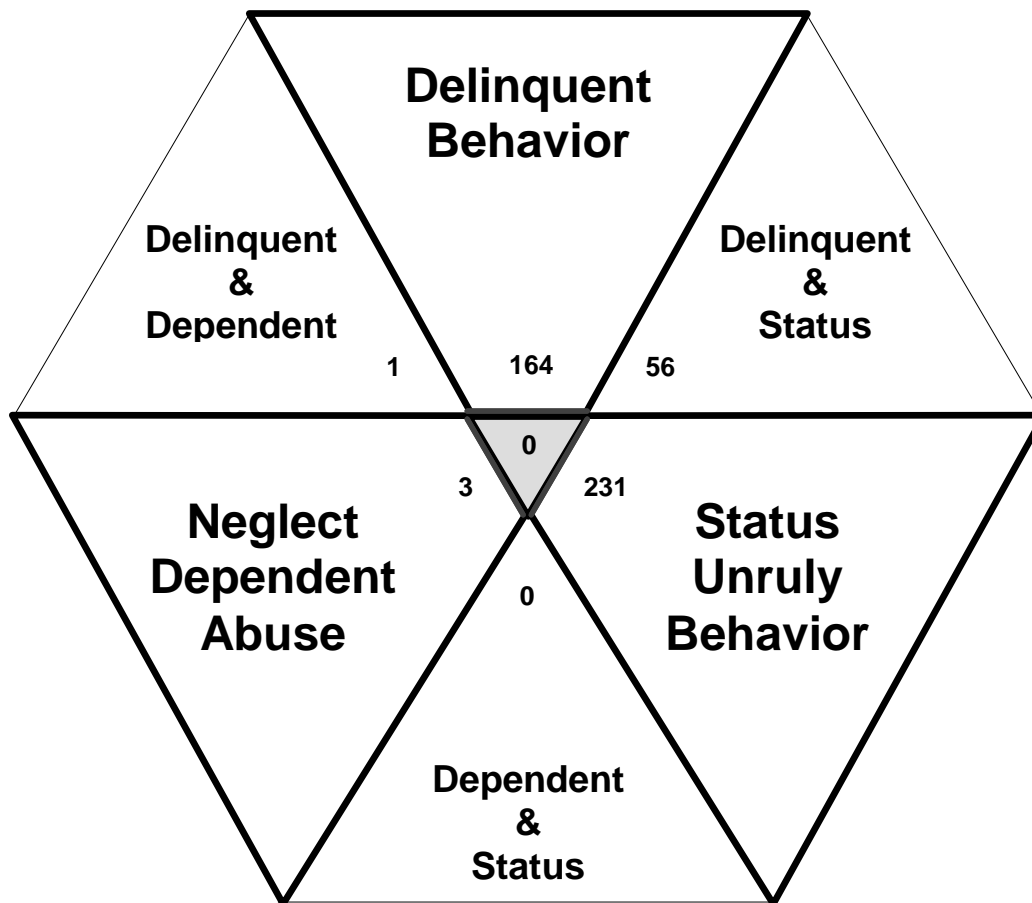 Delinquent
Behavior
Delinquent
&
Dependent
Delinquent
&
Status
1
164
56
0
3
231
Neglect
Dependent
Abuse
Status
Unruly
Behavior
0
Dependent
&
Status